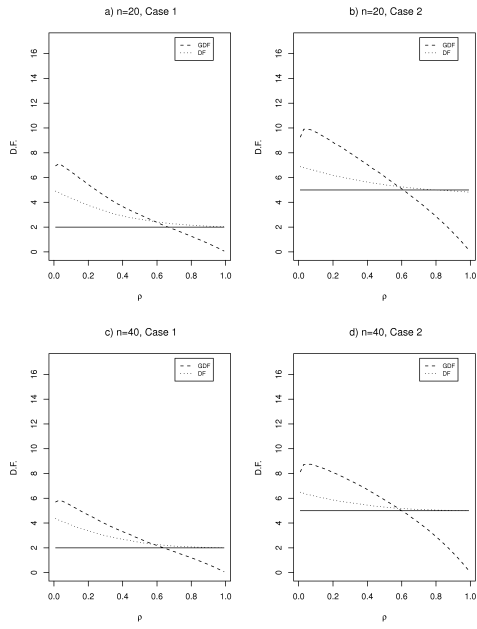 a) n=20, Case 1
GDF
DF
D.F.
16
14
12
10
8
6
4
2
0
0.0 0.2 0.4 0.6 0.8 1.0
ρ
b) n=20, Case 2
GDF
DF
D.F.
16
14
12
10
8
6
4
2
0
0.0 0.2 0.4 0.6 0.8 1.0
ρ
c) n=40, Case 1
GDF
DF
D.F.
16
14
12
10
8
6
4
2
0
0.0 0.2 0.4 0.6 0.8 1.0
ρ
d) n=40, Case 2
GDF
DF
D.F.
16
14
12
10
8
6
4
2
0
0.0 0.2 0.4 0.6 0.8 1.0
ρ